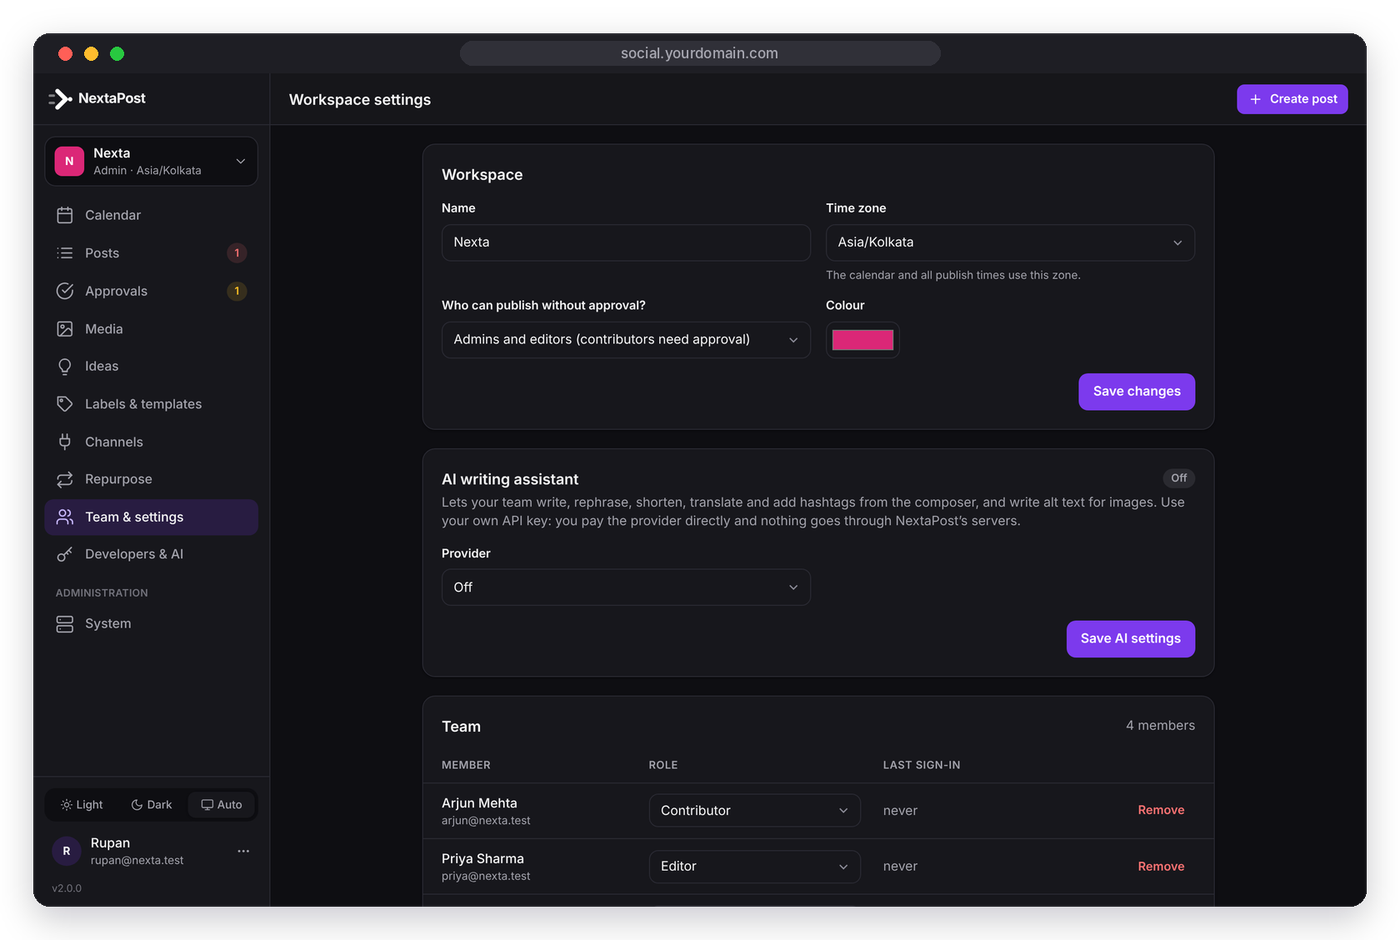 social.yourdomain.com
NextaPost
Workspace settings
+ Create post
N
Nexta
Admin · Asia/Kolkata
Calendar
Posts 1
Approvals 1
Media
Ideas
Labels & templates
Channels
Repurpose
Team & settings
Developers & AI
ADMINISTRATION
System
Light Dark Auto
R
Rupan
rupan@nexta.test
v2.0.0
Workspace
Name
Nexta
Time zone
Asia/Kolkata
The calendar and all publish times use this zone.
Who can publish without approval?
Admins and editors (contributors need approval)
Colour
Save changes
AI writing assistant
Off
Lets your team write, rephrase, shorten, translate and add hashtags from the composer, and write alt text for images. Use
your own API key: you pay the provider directly and nothing goes through NextaPost’s servers.
Provider
Off
Save AI settings
Team
4 members
MEMBER ROLE LAST SIGN-IN
Arjun Mehta
arjun@nexta.test
Contributor
never
Remove
Priya Sharma
priya@nexta.test
Editor
never
Remove